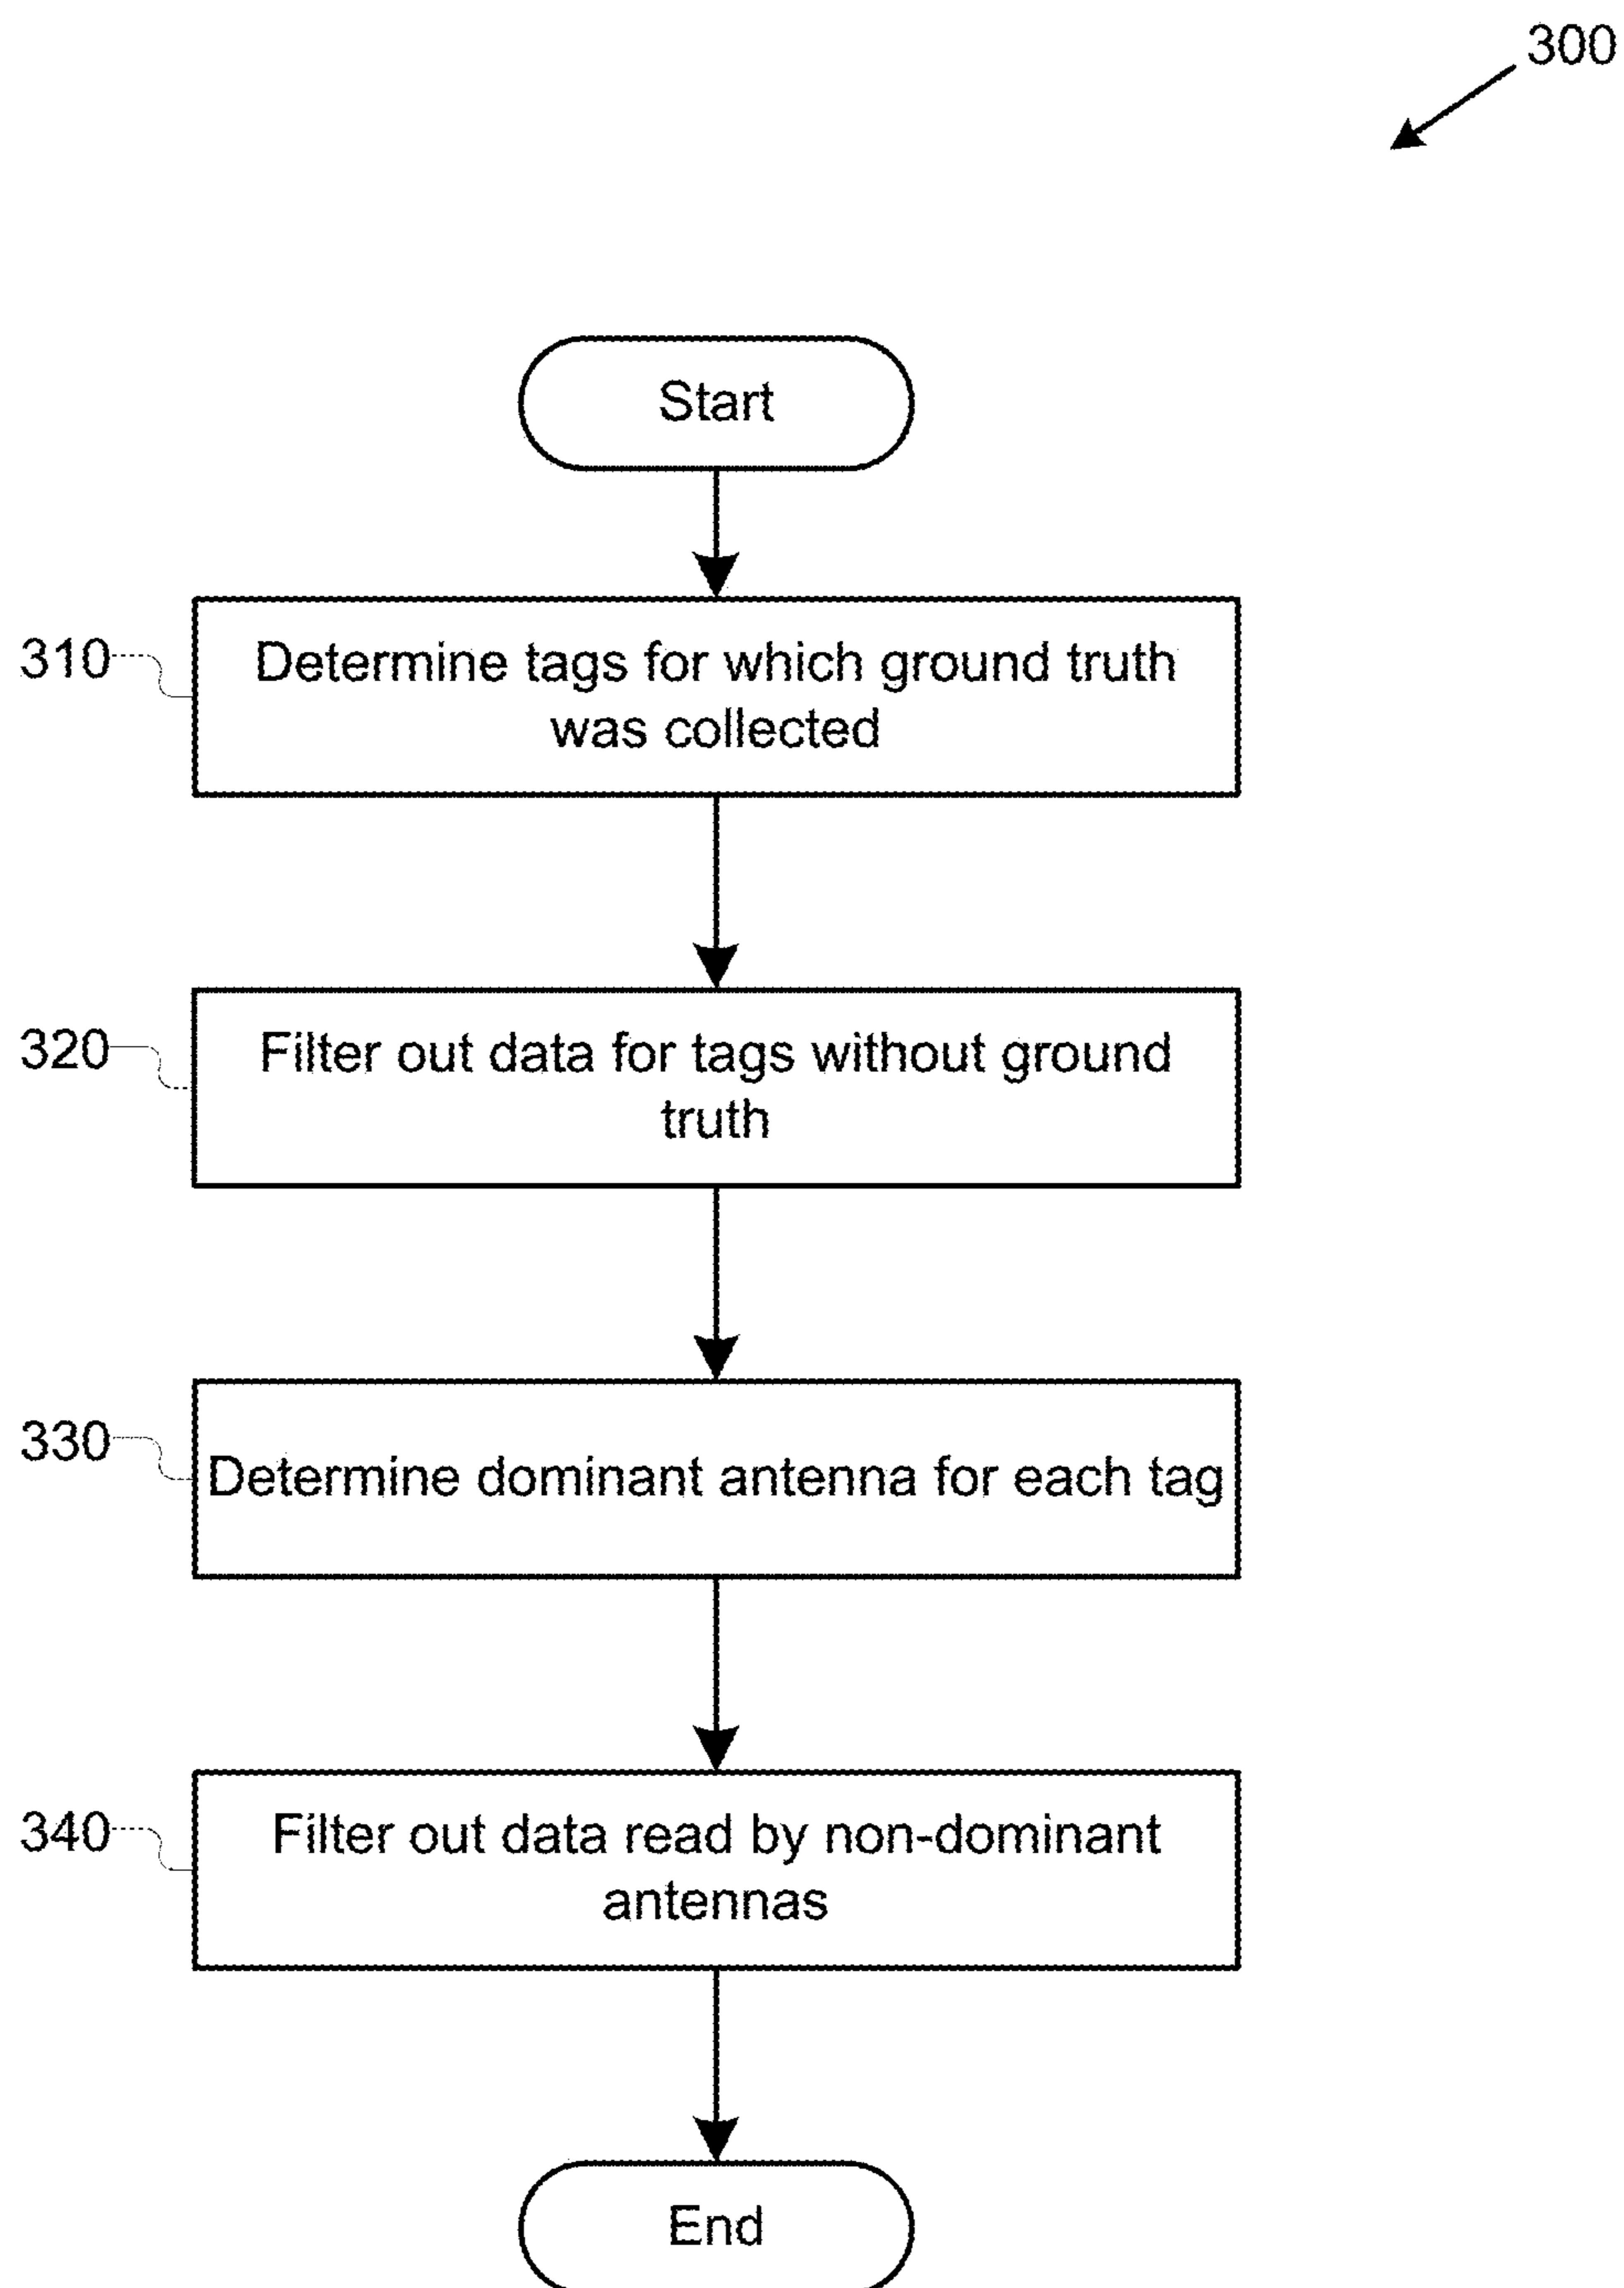 300
Start
310
Determine tags for which ground truth
was collected
320
Filter out data for tags without ground
truth
330
Determine dominant antenna for each tag
340
Filter out data read by non-dominant
antennas
End